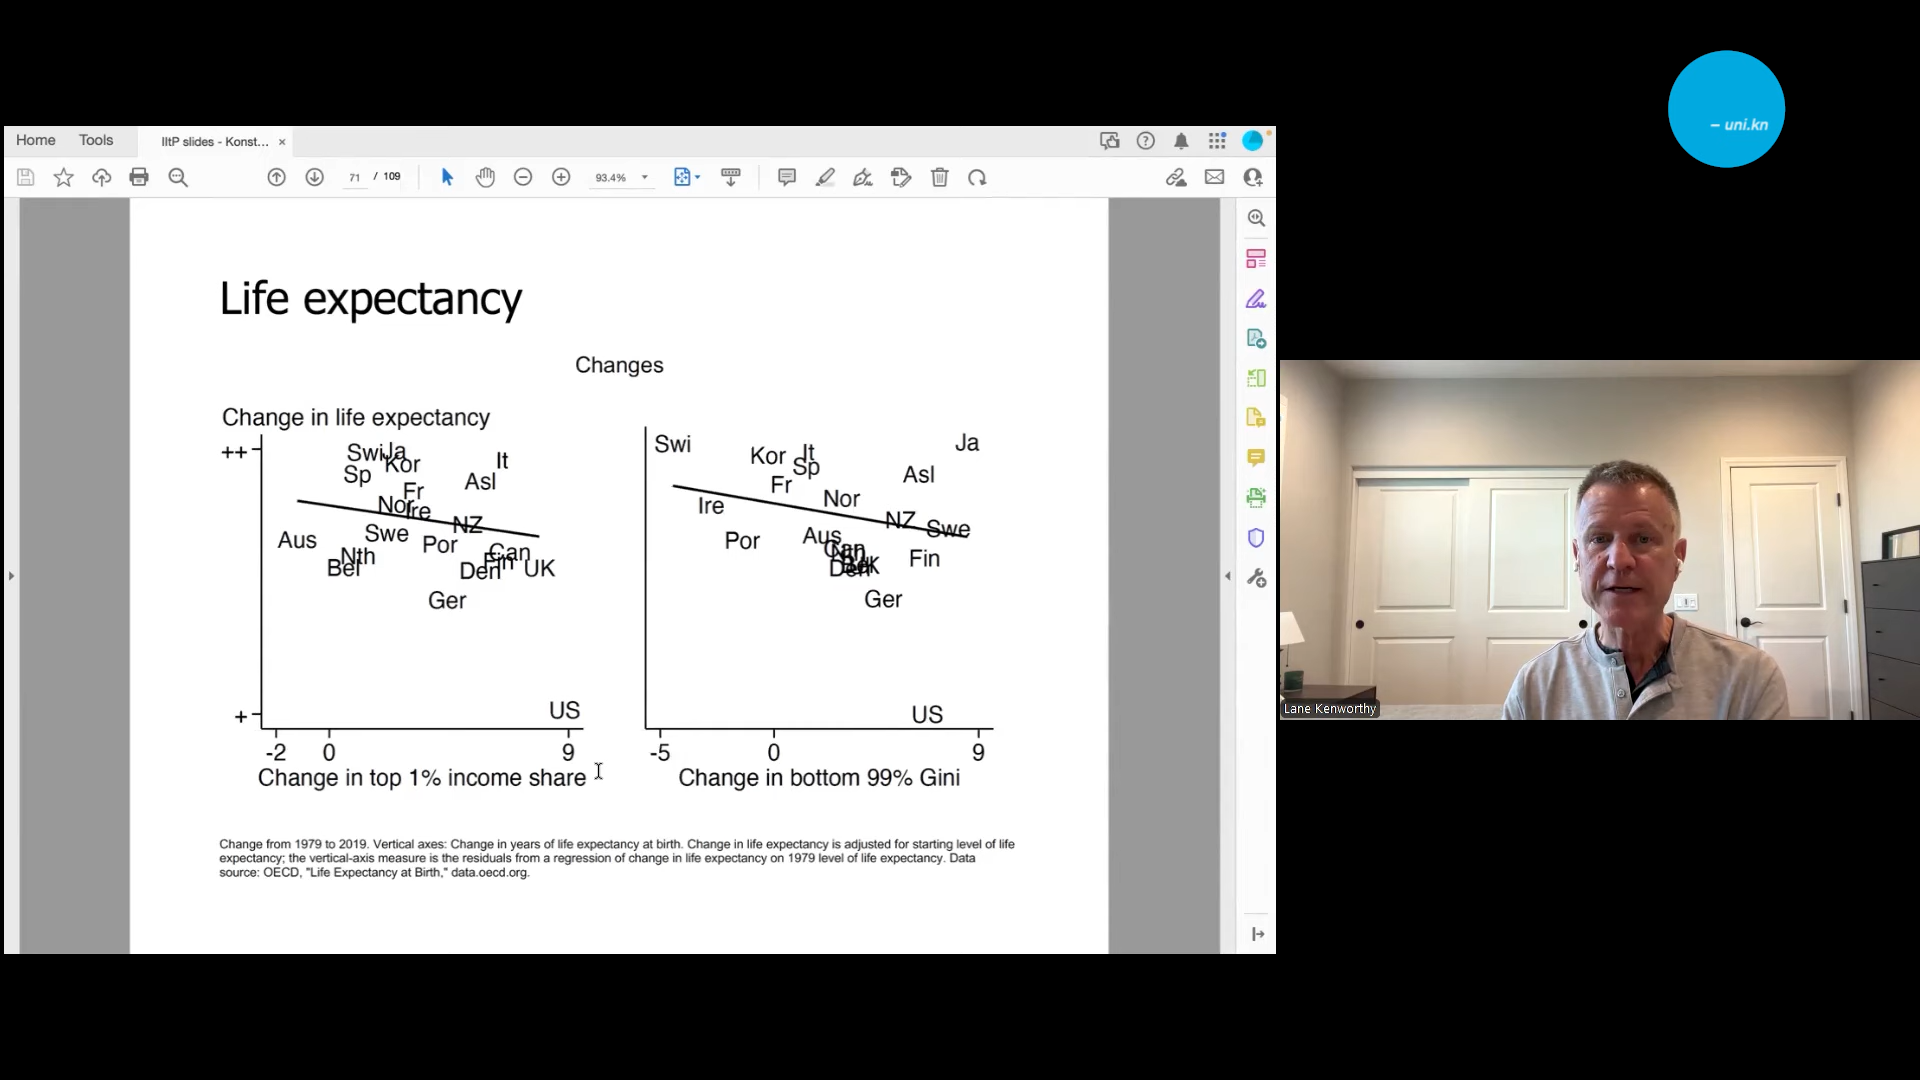 – uni.kn
Home
Tools
IItP slides - Konst...
71 / 109
93.4%
Life expectancy
Changes
Change in life expectancy
++
Swi
Ja
Kor
It
Sp
Asl
Fr
Nor
Ire
NZ
Aus
Swe
Por
Can
Nth
Fin
Bel
Den
UK
Ger
US
+
-2
0
9
Change in top 1% income share
Swi
Ja
Kor
It
Sp
Asl
Fr
Nor
Ire
NZ
Swe
Por
Aus
Can
Fin
Den
Ger
US
-5
0
9
Change in bottom 99% Gini
Change from 1979 to 2019. Vertical axes: Change in years of life expectancy at birth. Change in life expectancy is adjusted for starting level of life
expectancy; the vertical-axis measure is the residuals from a regression of change in life expectancy on 1979 level of life expectancy. Data
source: OECD, "Life Expectancy at Birth," data.oecd.org.
Lane Kenworthy